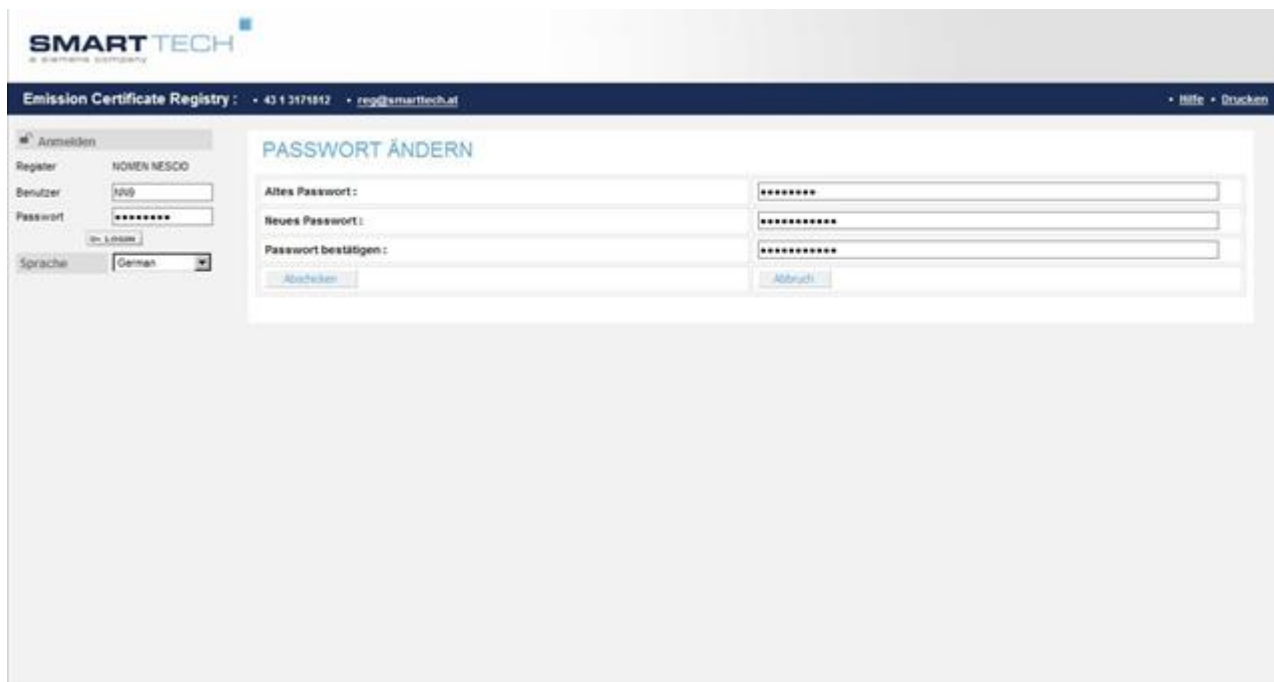 SMART TECH
a siemens company
Emission Certificate Registry : • 43 1 3171812 • reg@smarttech.at • Hilfe • Drucken
Anmelden
Register NOMEN NESCIO
Benutzer NN9
Passwort ••••••••
LOGIN
Sprache German
PASSWORT ÄNDERN
Altes Passwort : ••••••••
Neues Passwort : •••••••••••
Passwort bestätigen : •••••••••••
Abschicken Abbruch